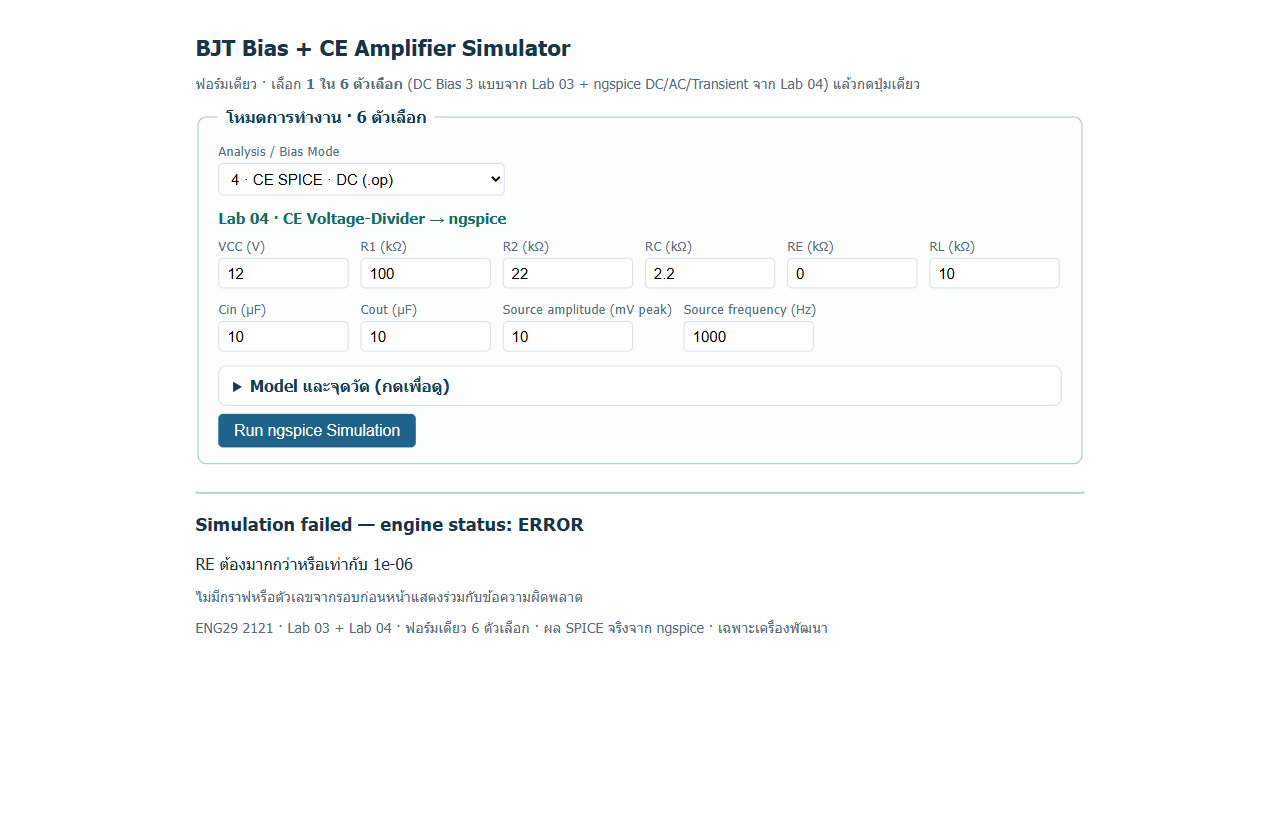 BJT Bias + CE Amplifier Simulator
ฟอร์มเดียว · เลือก 1 ใน 6 ตัวเลือก (DC Bias 3 แบบจาก Lab 03 + ngspice DC/AC/Transient จาก Lab 04) แล้วกดปุ่มเดียว
โหมดการทำงาน · 6 ตัวเลือก
Analysis / Bias Mode
4 · CE SPICE · DC (.op)
Lab 04 · CE Voltage-Divider → ngspice
VCC (V) R1 (kΩ) R2 (kΩ) RC (kΩ) RE (kΩ) RL (kΩ)
12 100 22 2.2 0 10
Cin (µF) Cout (µF) Source amplitude (mV peak) Source frequency (Hz)
10 10 10 1000
▶ Model และจุดวัด (กดเพื่อดู)
Run ngspice Simulation
Simulation failed — engine status: ERROR
RE ต้องมากกว่าหรือเท่ากับ 1e-06
ไม่มีกราฟหรือตัวเลขจากรอบก่อนหน้าแสดงร่วมกับข้อความผิดพลาด
ENG29 2121 · Lab 03 + Lab 04 · ฟอร์มเดียว 6 ตัวเลือก · ผล SPICE จริงจาก ngspice · เฉพาะเครื่องพัฒนา